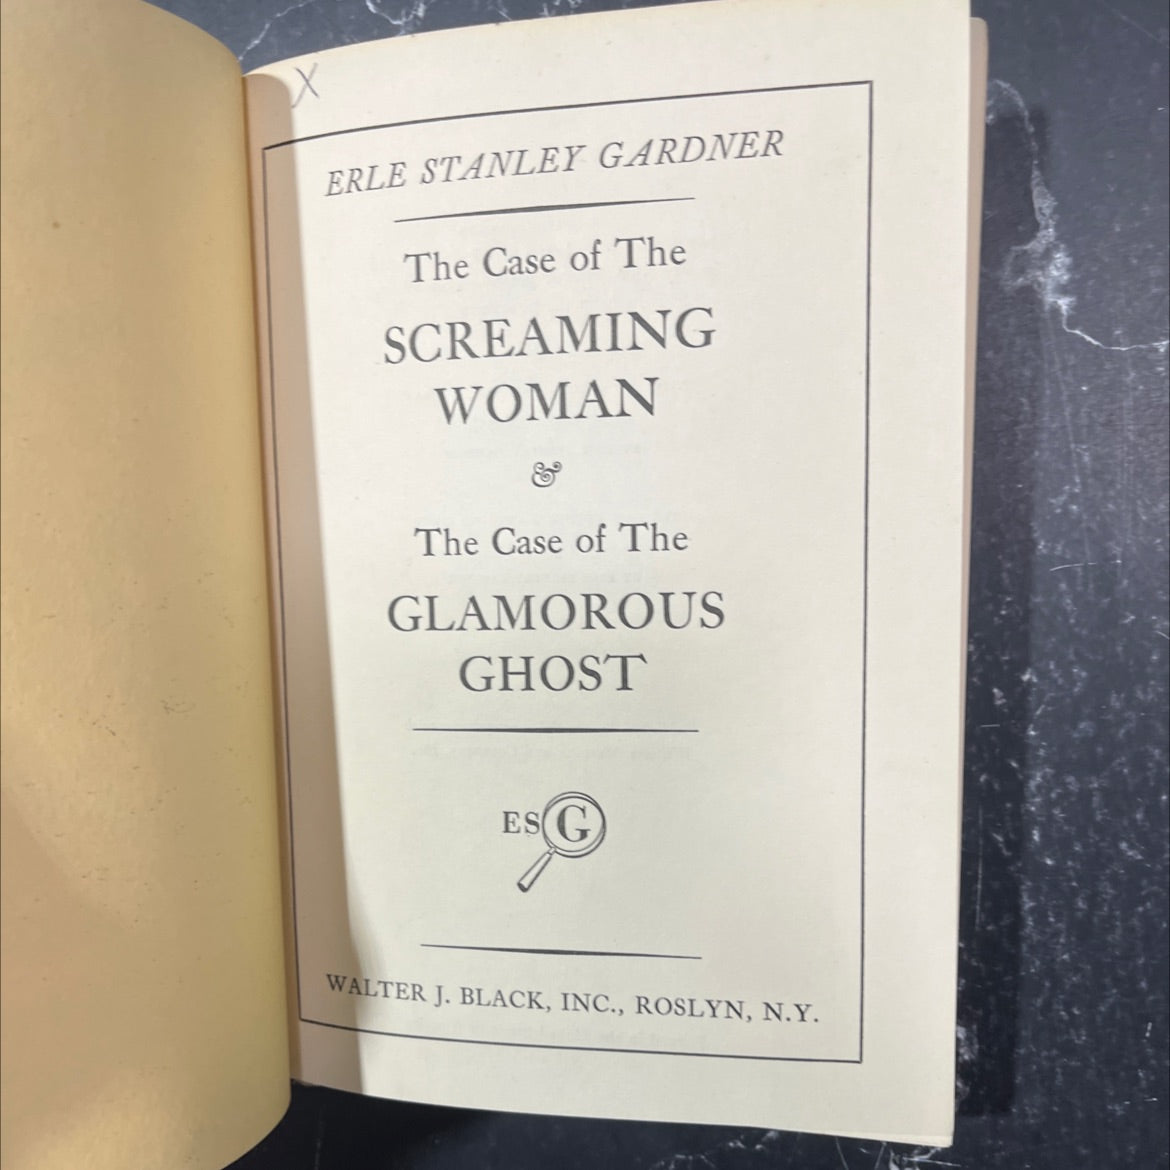 X
ERLE STANLEY GARDNER
The Case of The
SCREAMING
WOMAN
&
The Case of The
GLAMOROUS
GHOST
ESG
WALTER J. BLACK, INC., ROSLYN, N.Y.